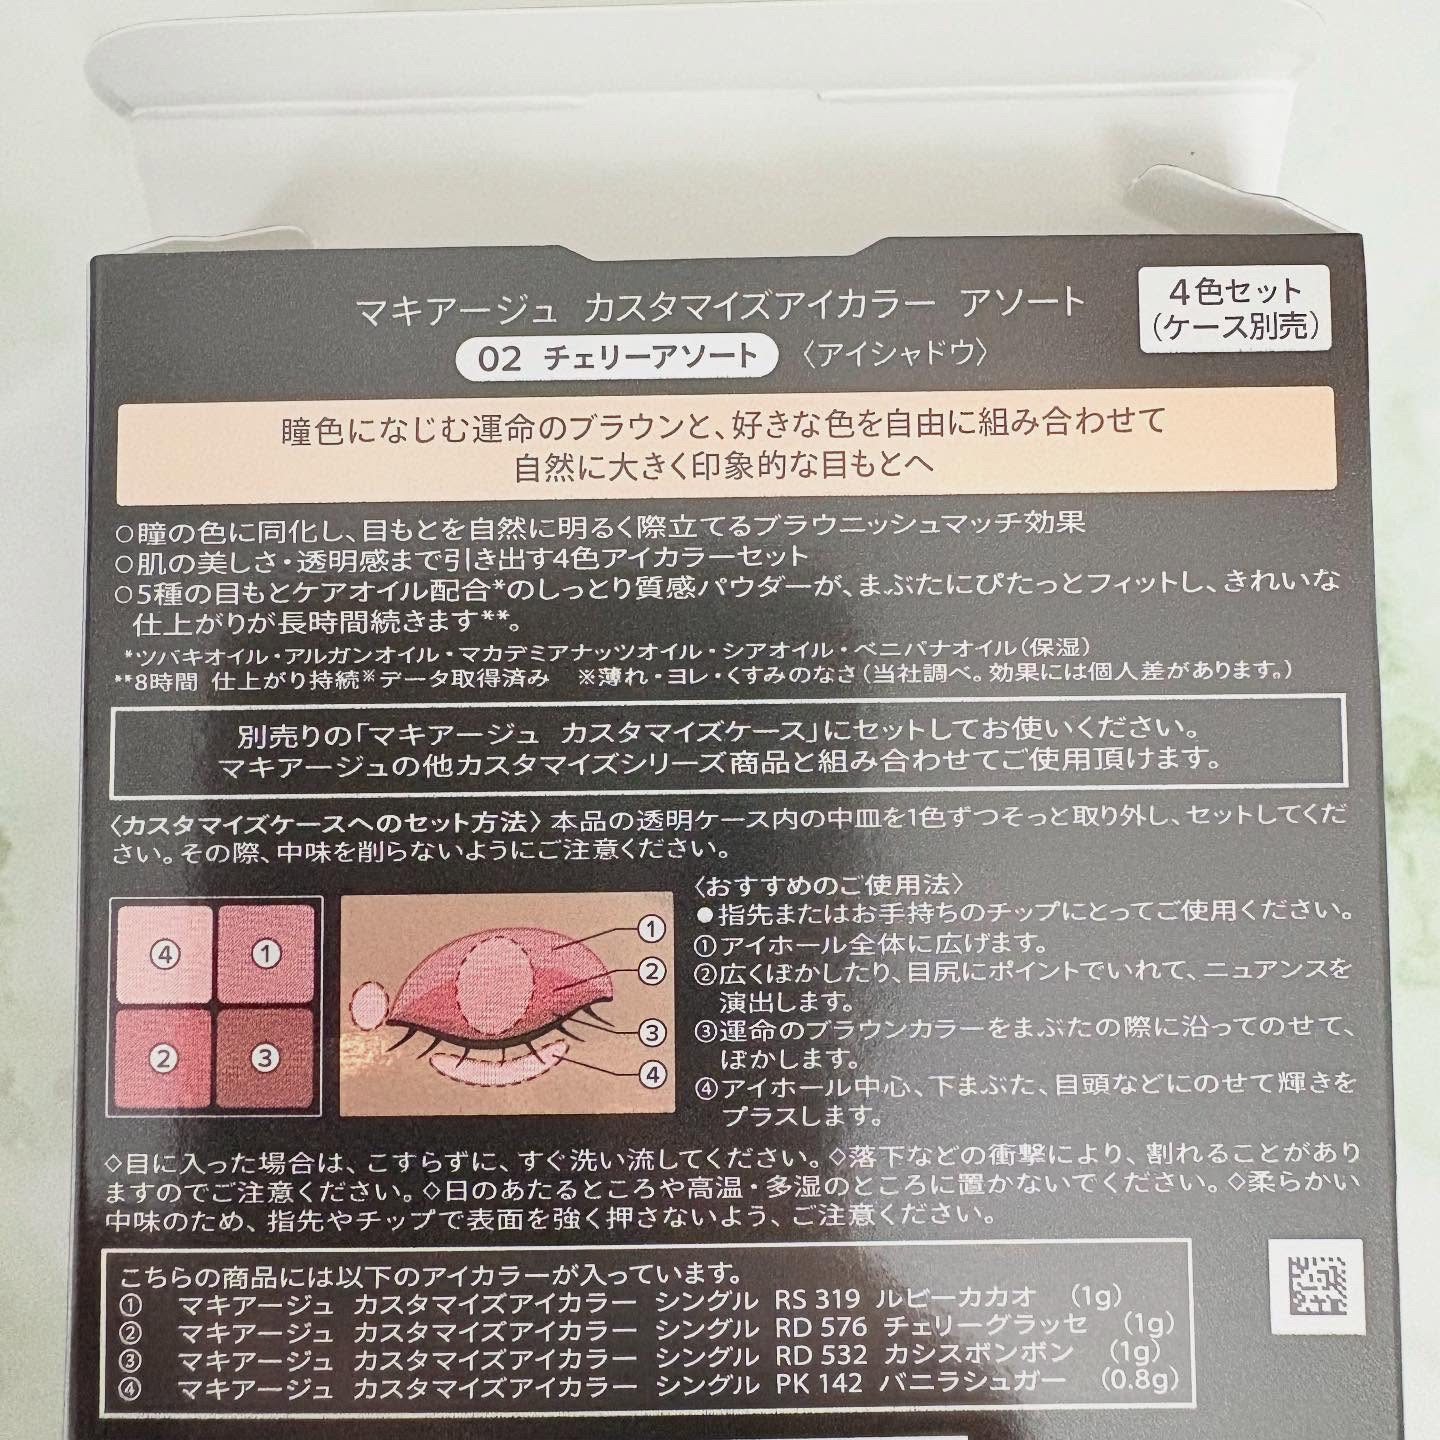 マキアージュ カスタマイズアイカラー アソート
02 チェリーアソート 〈アイシャドウ〉
4色セット
(ケース別売)
瞳色になじむ運命のブラウンと、好きな色を自由に組み合わせて
自然に大きく印象的な目もとへ
○瞳の色に同化し、目もとを自然に明るく際立てるブラウニッシュマッチ効果
○肌の美しさ・透明感まで引き出す4色アイカラーセット
○5種の目もとケアオイル配合*のしっとり質感パウダーが、まぶたにぴたっとフィットし、きれいな
仕上がりが長時間続きます**。
*ツバキオイル・アルガンオイル・マカデミアナッツオイル・シアオイル・ベニバナオイル(保湿)
**8時間 仕上がり持続※データ取得済み ※薄れ・ヨレ・くすみのなさ(当社調べ。効果には個人差があります。)
別売りの「マキアージュ カスタマイズケース」にセットしてお使いください。
マキアージュの他カスタマイズシリーズ商品と組み合わせてご使用頂けます。
〈カスタマイズケースへのセット方法〉本品の透明ケース内の中皿を1色ずつそっと取り外し、セットしてくだ
さい。その際、中味を削らないようにご注意ください。
④ ①
② ③
①
②
③
④
〈おすすめのご使用法〉
●指先またはお手持ちのチップにとってご使用ください。
①アイホール全体に広げます。
②広くぼかしたり、目尻にポイントでいれて、ニュアンスを
演出します。
③運命のブラウンカラーをまぶたの際に沿ってのせて、
ぼかします。
④アイホール中心、下まぶた、目頭などにのせて輝きを
プラスします。
◇目に入った場合は、こすらずに、すぐ洗い流してください。◇落下などの衝撃により、割れることがあり
ますのでご注意ください。◇日のあたるところや高温・多湿のところに置かないでください。◇柔らかい
中味のため、指先やチップで表面を強く押さないよう、ご注意ください。
こちらの商品には以下のアイカラーが入っています。
① マキアージュ カスタマイズアイカラー シングル RS 319 ルビーカカオ (1g)
② マキアージュ カスタマイズアイカラー シングル RD 576 チェリーグラッセ (1g)
③ マキアージュ カスタマイズアイカラー シングル RD 532 カシスボンボン (1g)
④ マキアージュ カスタマイズアイカラー シングル PK 142 バニラシュガー (0.8g)